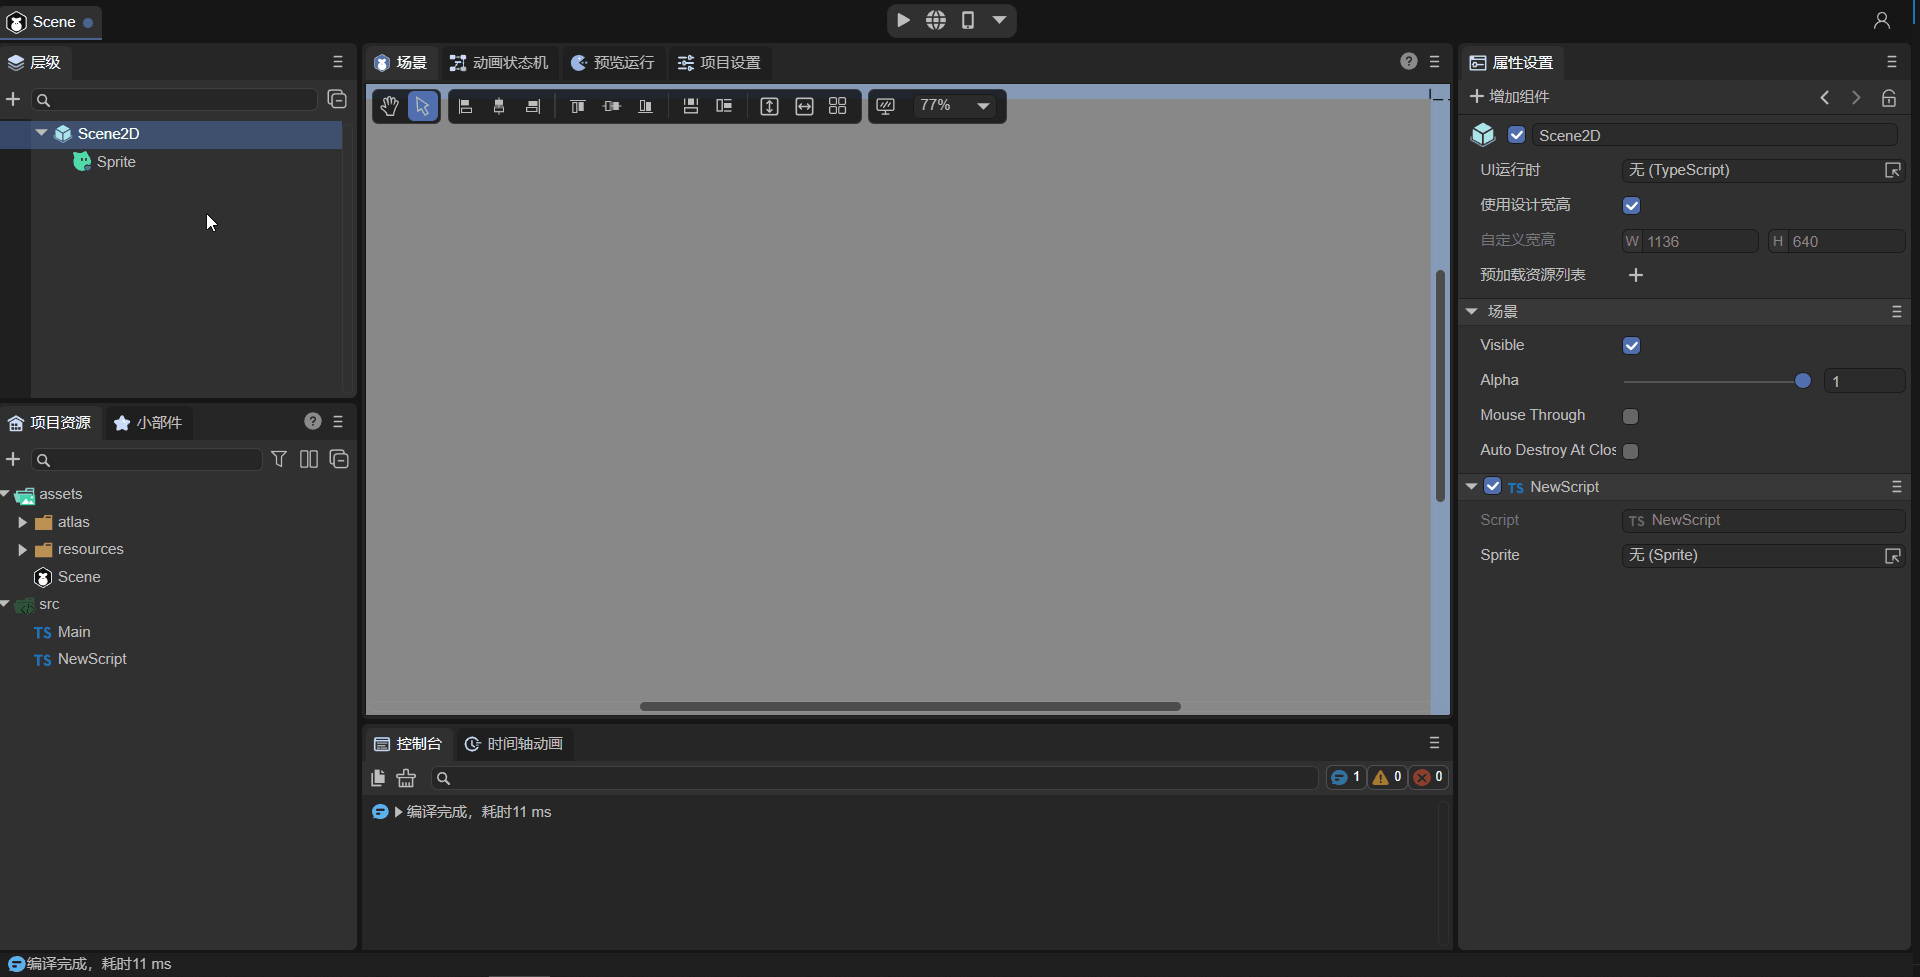 Scene
层级
Scene2D
Sprite
项目资源 小部件
assets
atlas
resources
Scene
src
TS Main
TS NewScript
场景 动画状态机 预览运行 项目设置
77%
控制台 时间轴动画
1 0 0
编译完成，耗时11 ms
属性设置
增加组件
Scene2D
UI运行时 无 (TypeScript)
使用设计宽高
自定义宽高 W 1136 H 640
预加载资源列表
场景
Visible
Alpha 1
Mouse Through
Auto Destroy At Clos
TS NewScript
Script TS NewScript
Sprite 无 (Sprite)
编译完成，耗时11 ms